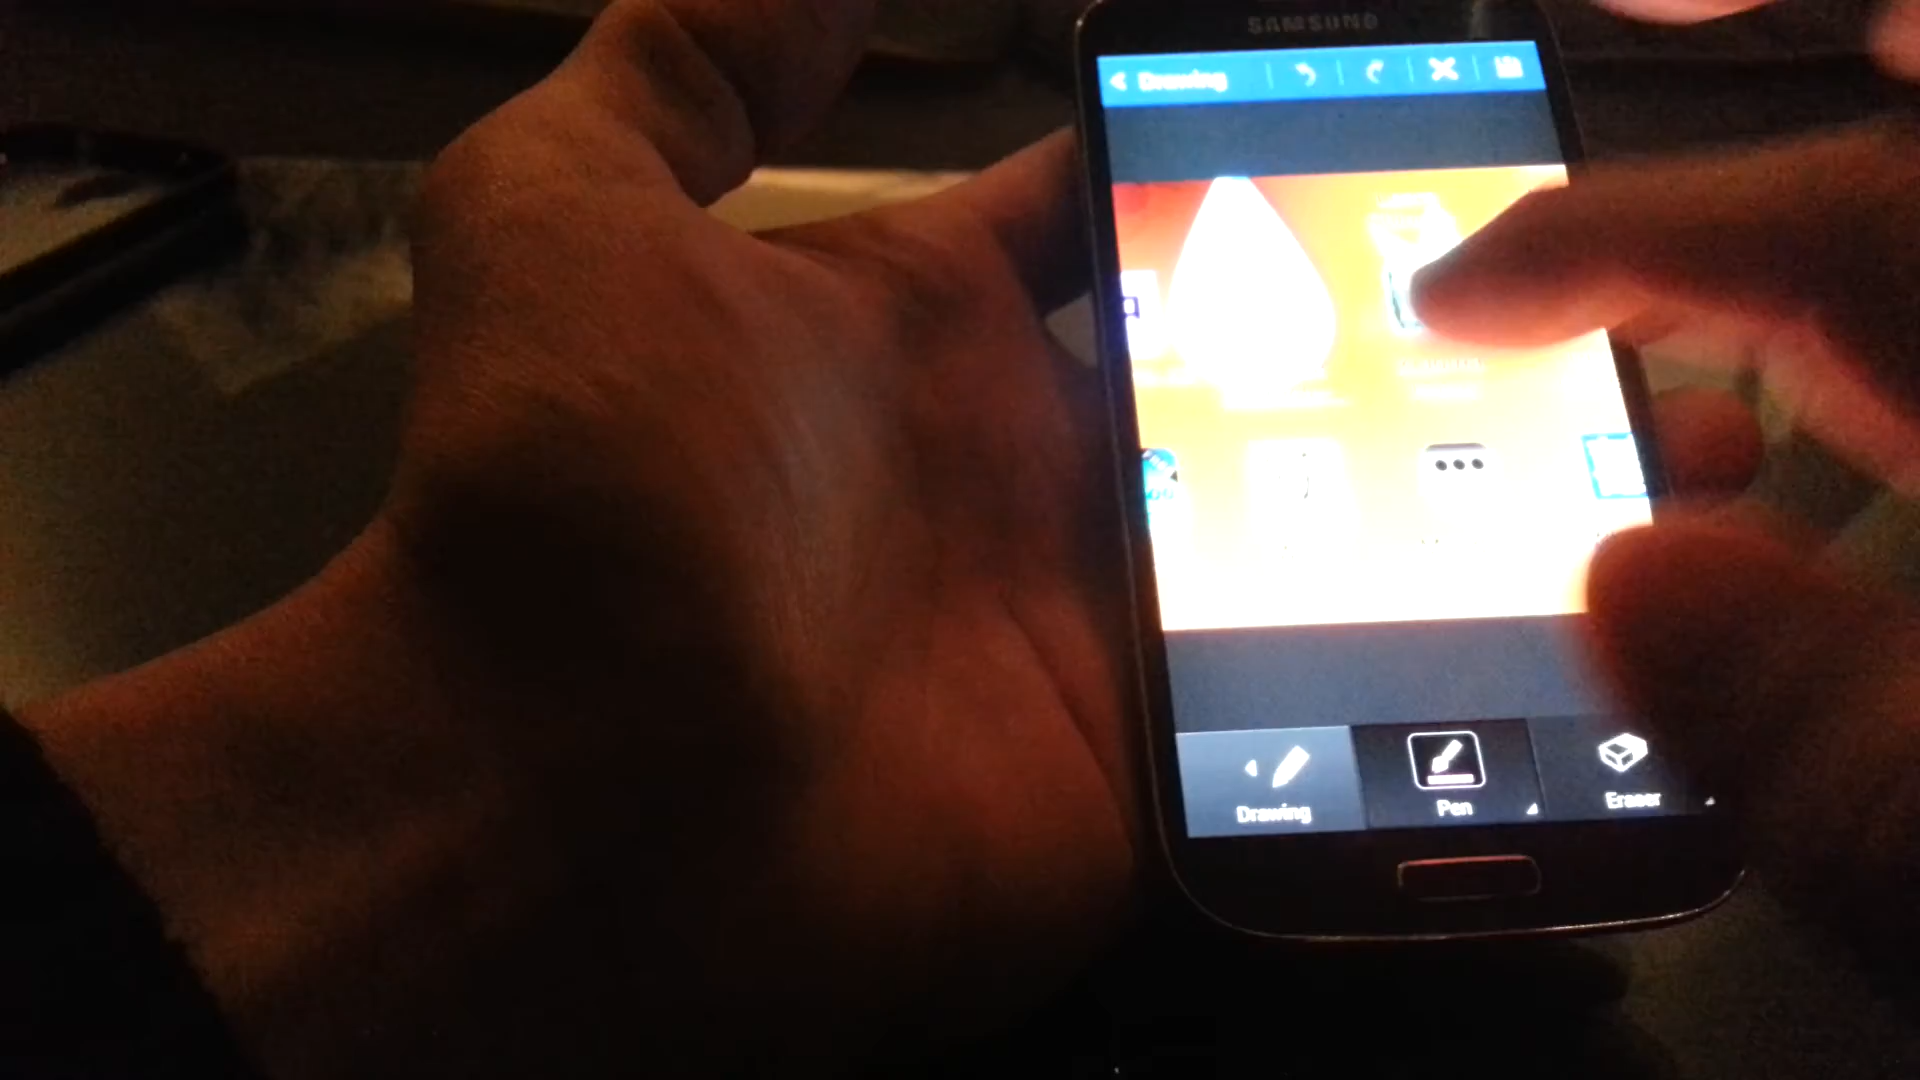 SAMSUNG
Drawing
Drawing
Pen
Eraser